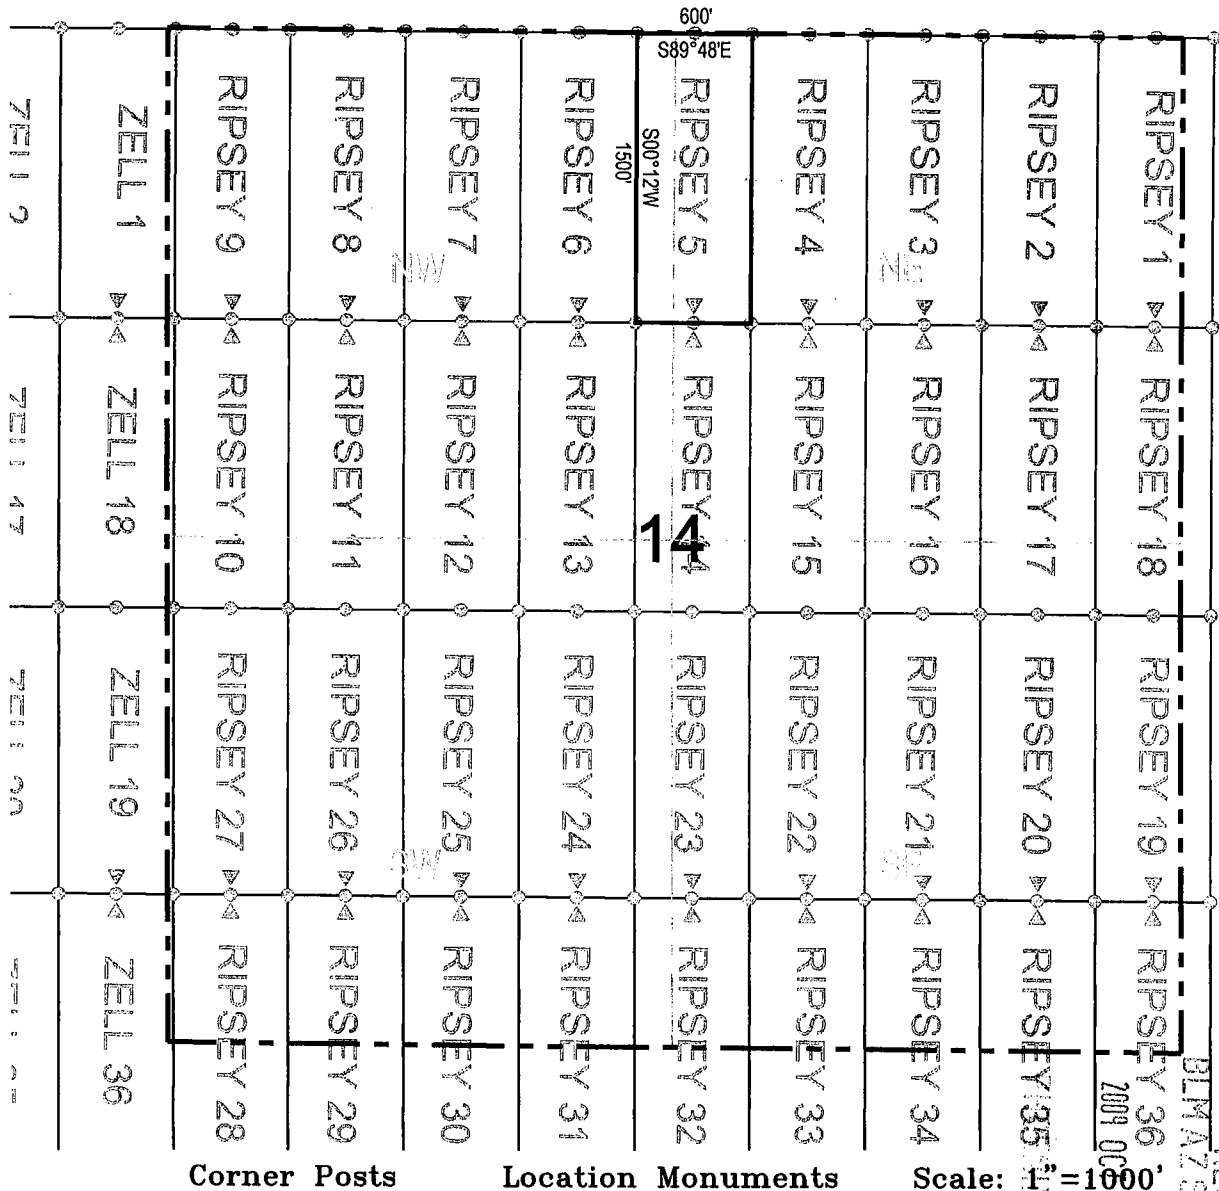 600'
S89°48'E
S00°12'W
1500'
ZELL 1
RIPSEY 9
RIPSEY 8
RIPSEY 7
RIPSEY 6
RIPSEY 5
RIPSEY 4
RIPSEY 3
RIPSEY 2
RIPSEY 1
NW
NE
ZELL 18
RIPSEY 10
RIPSEY 11
RIPSEY 12
RIPSEY 13
RIPSEY 14
RIPSEY 15
RIPSEY 16
RIPSEY 17
RIPSEY 18
14
ZELL 19
RIPSEY 27
RIPSEY 26
RIPSEY 25
RIPSEY 24
RIPSEY 23
RIPSEY 22
RIPSEY 21
RIPSEY 20
RIPSEY 19
SW
SE
ZELL 36
RIPSEY 28
RIPSEY 29
RIPSEY 30
RIPSEY 31
RIPSEY 32
RIPSEY 33
RIPSEY 34
RIPSEY 35
RIPSEY 36
2009
Corner Posts Location Monuments Scale: 1"=1000'